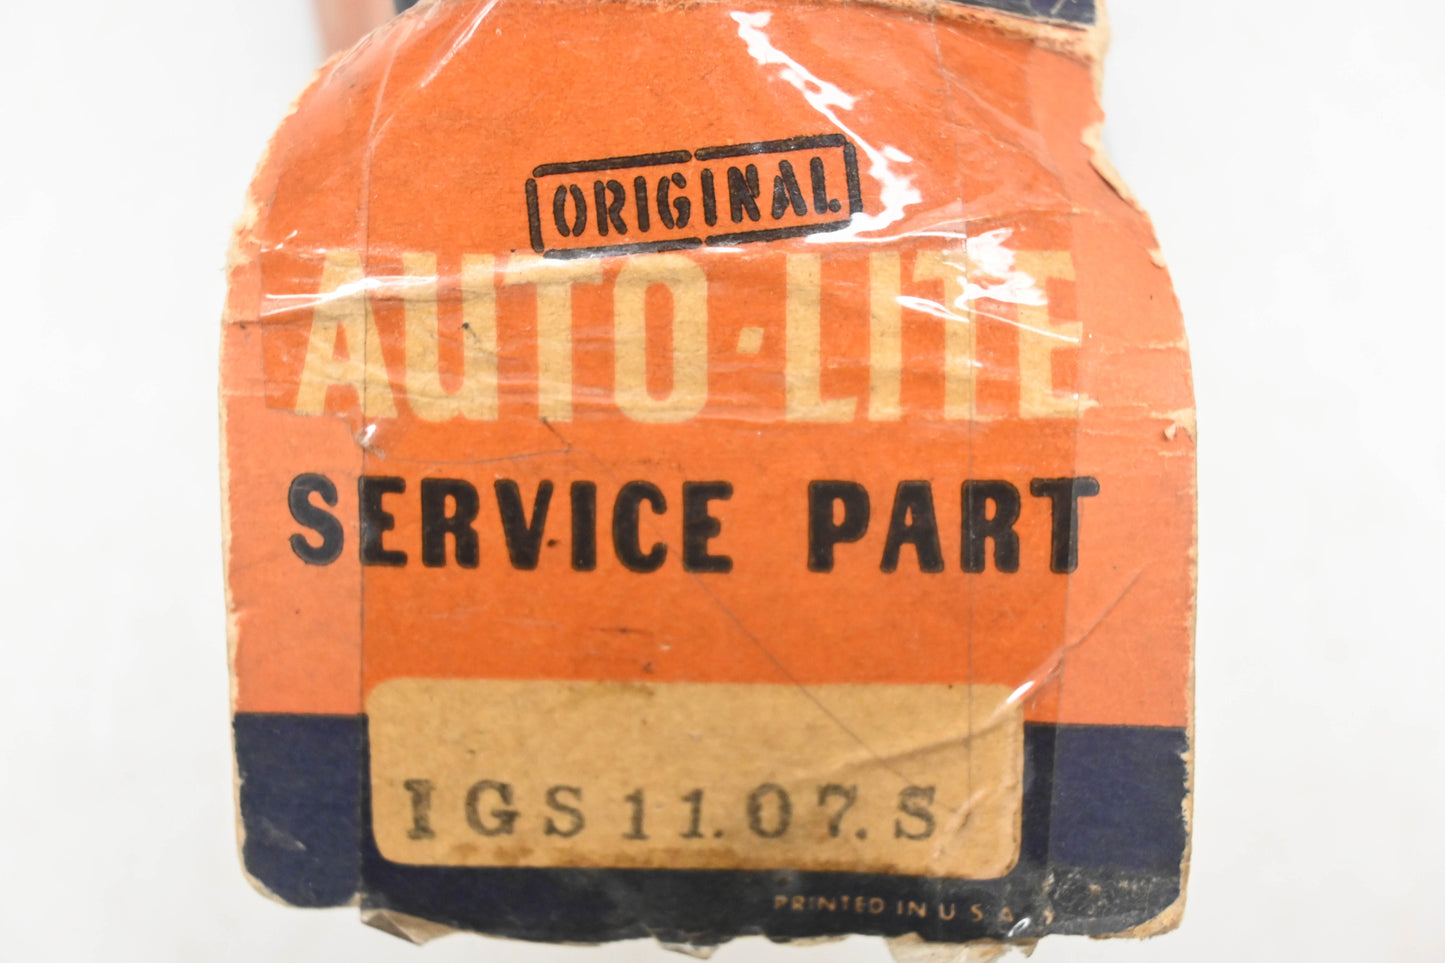 ORIGINAL
AUTO-LITE
SERVICE PART
IGS 11.07.S
PRINTED IN U S A